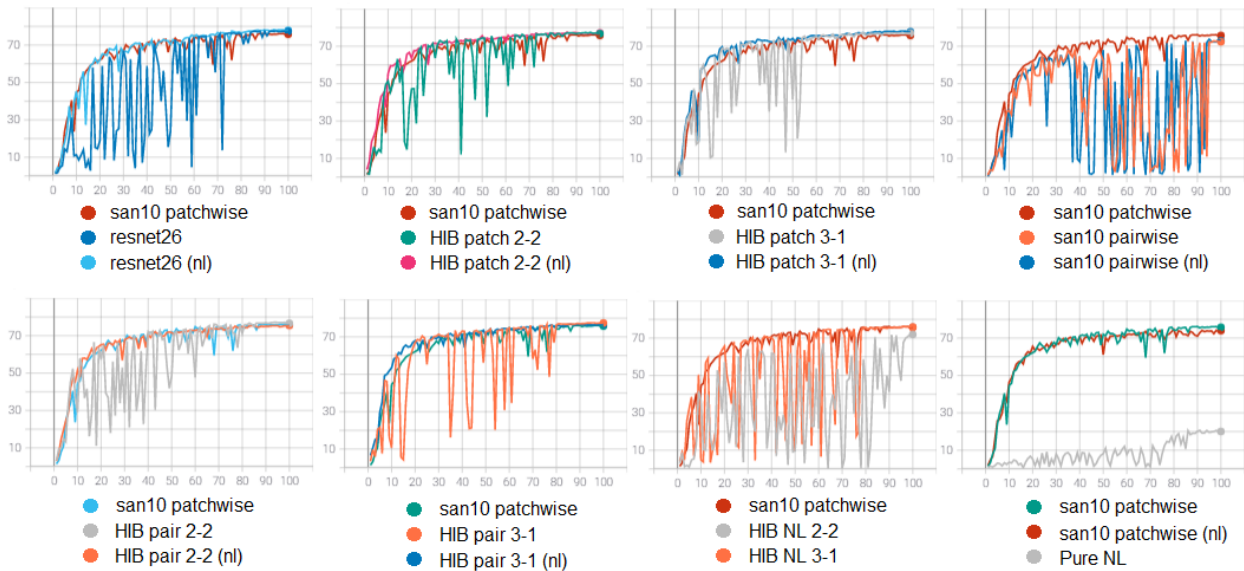 70
50
30
10
0 10 20 30 40 50 60 70 80 90 100
san10 patchwise
resnet26
resnet26 (nl)
70
50
30
10
0 10 20 30 40 50 60 70 80 90 100
san10 patchwise
HIB patch 2-2
HIB patch 2-2 (nl)
70
50
30
10
0 10 20 30 40 50 60 70 80 90 100
san10 patchwise
HIB patch 3-1
HIB patch 3-1 (nl)
70
50
30
10
0 10 20 30 40 50 60 70 80 90 100
san10 patchwise
san10 pairwise
san10 pairwise (nl)
70
50
30
10
0 10 20 30 40 50 60 70 80 90 100
san10 patchwise
HIB pair 2-2
HIB pair 2-2 (nl)
70
50
30
10
0 10 20 30 40 50 60 70 80 90 100
san10 patchwise
HIB pair 3-1
HIB pair 3-1 (nl)
70
50
30
10
0 10 20 30 40 50 60 70 80 90 100
san10 patchwise
HIB NL 2-2
HIB NL 3-1
70
50
30
10
0 10 20 30 40 50 60 70 80 90 100
san10 patchwise
san10 patchwise (nl)
Pure NL